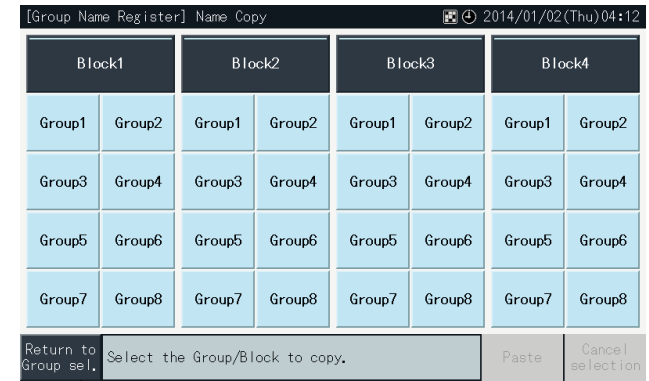 [Group Name Register] Name Copy 2014/01/02(Thu)04:12
Block1 Block2 Block3 Block4
Group1 Group2 Group1 Group2 Group1 Group2 Group1 Group2
Group3 Group4 Group3 Group4 Group3 Group4 Group3 Group4
Group5 Group6 Group5 Group6 Group5 Group6 Group5 Group6
Group7 Group8 Group7 Group8 Group7 Group8 Group7 Group8
Return to
Group sel.
Select the Group/Block to copy.
Paste
Cancel
selection